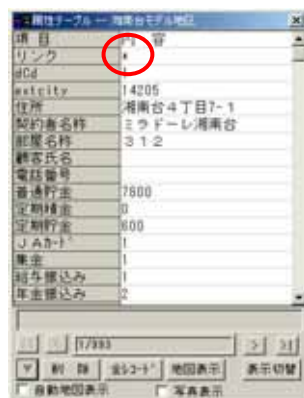 属性テーブル -- 湘南台モデル地区
項 目 内 容
リンク *
dCd 1
extcity 14205
住所 湘南台４丁目7-1
契約者名称 ミラドーレ湘南台
部屋名称 ３１２
顧客氏名
電話番号
普通貯金 7800
定期積金 0
定期貯金 600
ＪＡカード 1
集金 1
給与振込み 1
年金振込み 2
1/993
削 除 全レコード 地図表示 表示切替
自動地図表示 写真表示